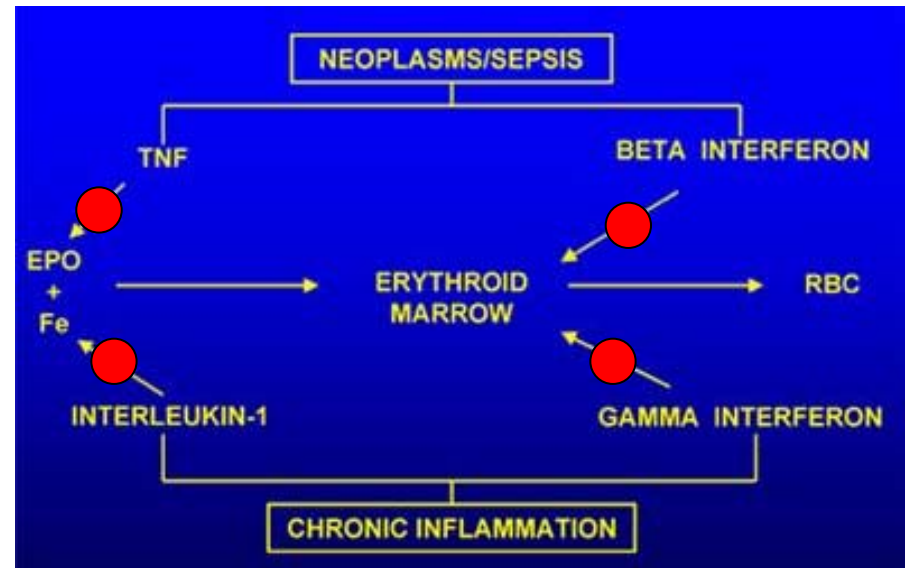 NEOPLASMS/SEPSIS
TNF
BETA INTERFERON
EPO
+
Fe
ERYTHROID
MARROW
RBC
INTERLEUKIN-1
GAMMA INTERFERON
CHRONIC INFLAMMATION